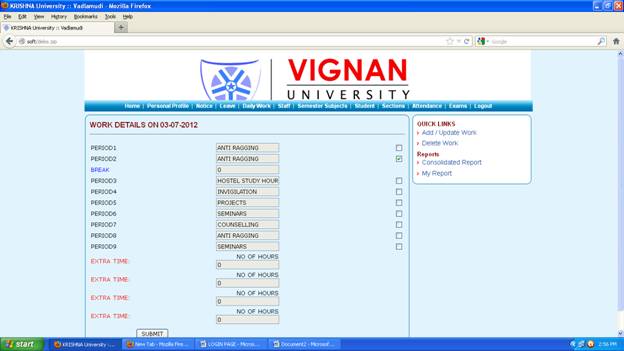 KRISHNA University :: Vadlamudi - Mozilla Firefox
File Edit View History Bookmarks Tools Help
KRISHNA University :: Vadlamudi
Google
VIGNAN
UNIVERSITY
Home | Personal Profile | Notice | Leave | Daily Work | Staff | Semester Subjects | Student | Sections | Attendance | Exams | Logout
WORK DETAILS ON 03-07-2012
PERIOD1 ANTI RAGGING
PERIOD2 ANTI RAGGING
BREAK 0
PERIOD3 HOSTEL STUDY HOUR
PERIOD4 INVIGILATION
PERIOD5 PROJECTS
PERIOD6 SEMINARS
PERIOD7 COUNSELLING
PERIOD8 ANTI RAGGING
PERIOD9 SEMINARS
NO OF HOURS
EXTRA TIME: 0
NO OF HOURS
EXTRA TIME: 0
NO OF HOURS
EXTRA TIME: 0
NO OF HOURS
EXTRA TIME: 0
SUBMIT
QUICK LINKS
Add / Update Work
Delete Work
Reports
Consolidated Report
My Report
start KRISHNA University :... New Tab - Mozilla Fire... LOGIN PAGE - Micros... Document2 - Microsof... 2:56 PM